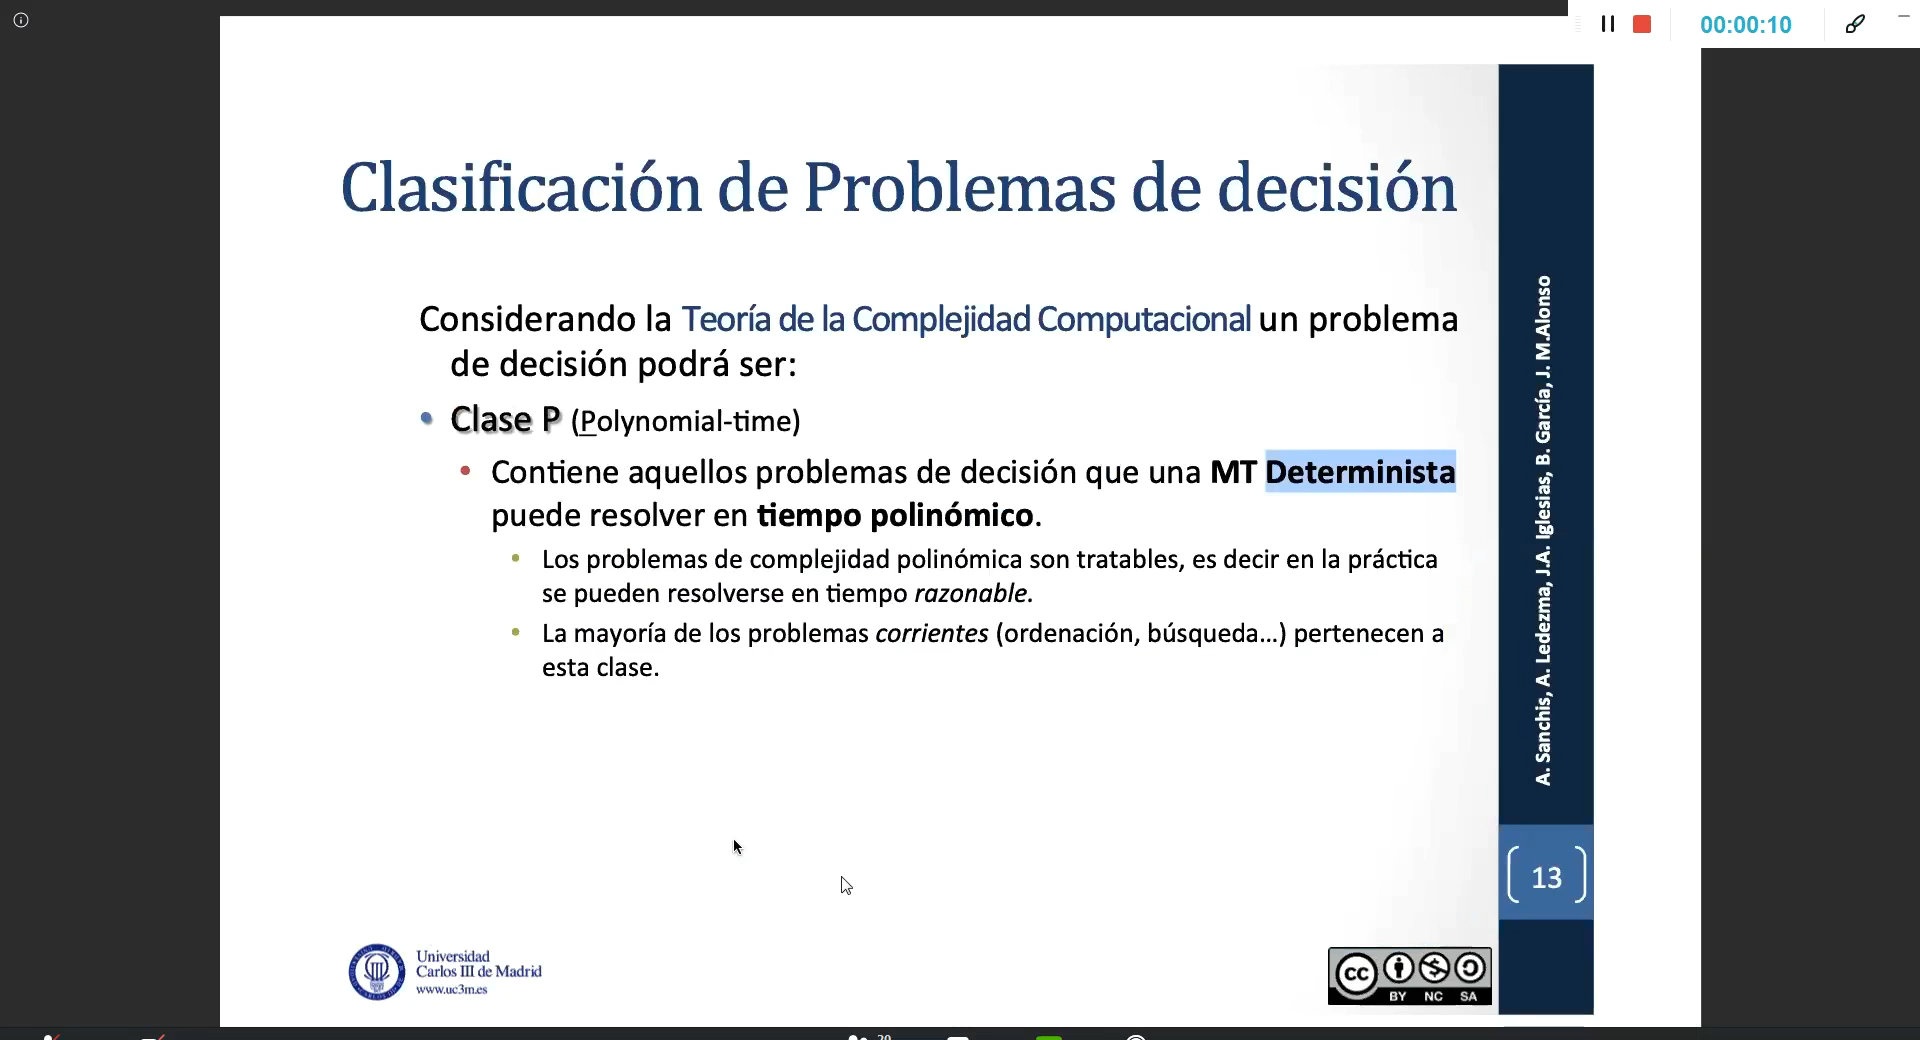 00:00:10
Clasificación de Problemas de decisión
Considerando la Teoría de la Complejidad Computacional un problema
de decisión podrá ser:
• Clase P (Polynomial-time)
• Contiene aquellos problemas de decisión que una MT Determinista
puede resolver en tiempo polinómico.
• Los problemas de complejidad polinómica son tratables, es decir en la práctica
se pueden resolverse en tiempo razonable.
• La mayoría de los problemas corrientes (ordenación, búsqueda...) pertenecen a
esta clase.
A. Sanchis, A. Ledezma, J.A. Iglesias, B. García, J. M.Alonso
13
Universidad
Carlos III de Madrid
www.uc3m.es
cc
BY NC SA